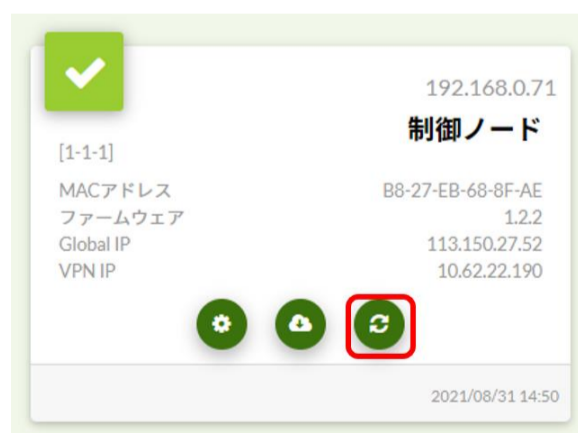 192.168.0.71
制御ノード
[1-1-1]
MACアドレス B8-27-EB-68-8F-AE
ファームウェア 1.2.2
Global IP 113.150.27.52
VPN IP 10.62.22.190
2021/08/31 14:50